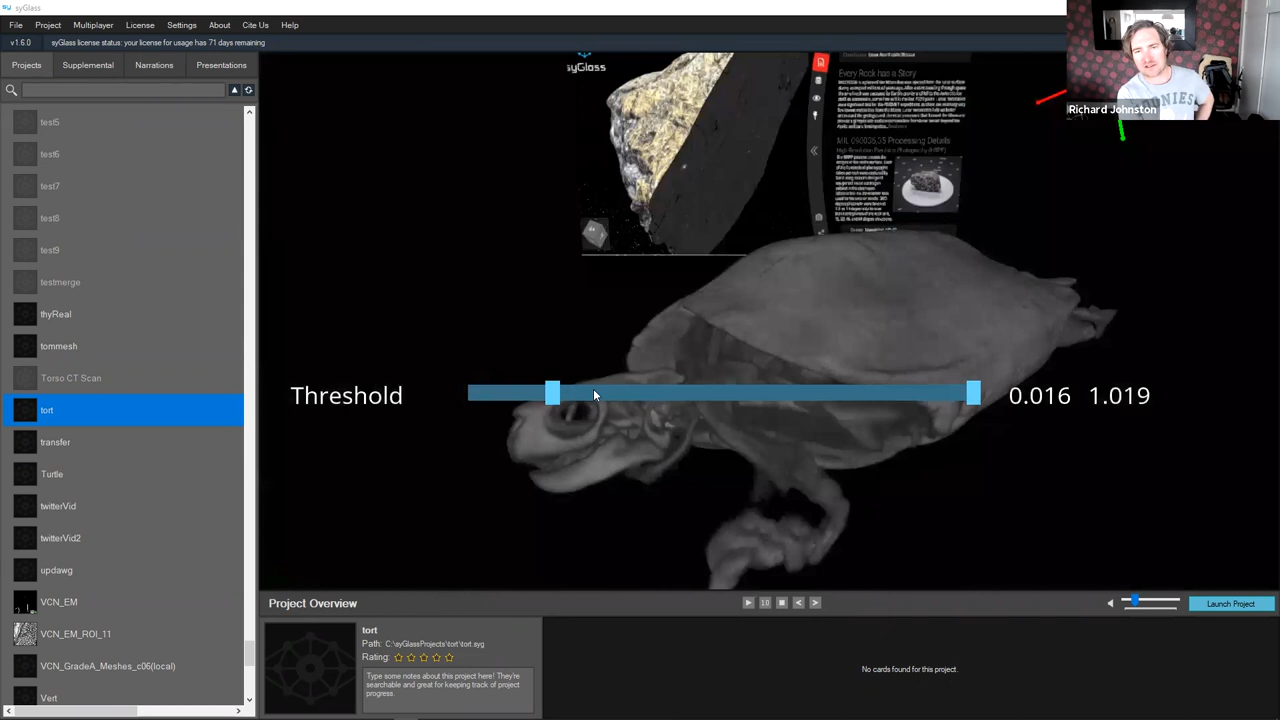 syGlass
File Project Multiplayer License Settings About Cite Us Help
v1.6.0 syGlass license status: your license for usage has 71 days remaining
Projects Supplemental Narrations Presentations
test5
test6
test7
test8
test9
testmerge
thyReal
tommesh
Torso CT Scan
tort
transfer
Turtle
twitterVid
twitterVid2
updawg
VCN_EM
VCN_EM_ROI_11
VCN_GradeA_Meshes_c06(local)
Vert
syGlass
Every Rock has a Story
Processing Details
Richard Johnston
Threshold 0.016 1.019
Project Overview
1.0
Launch Project
tort
Path: C:\syGlassProjects\tort\tort.syg
Rating:
Type some notes about this project here! They're
searchable and great for keeping track of project
progress.
No cards found for this project.